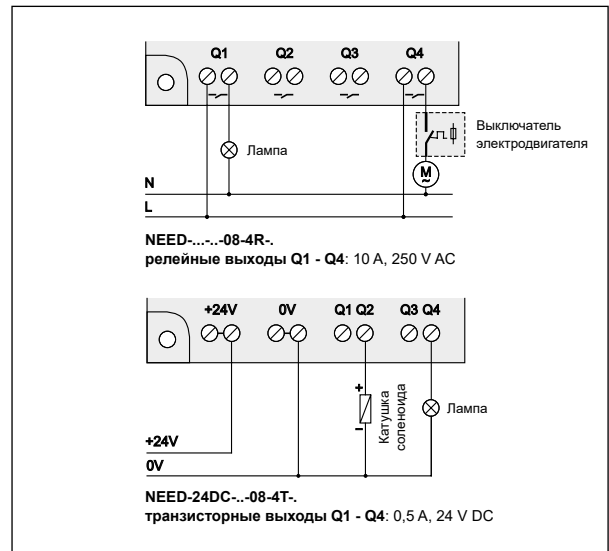 Q1 Q2 Q3 Q4
Выключатель
электродвигателя
Лампа
M
~
N
L
NEED-...-..-08-4R-.
релейные выходы Q1 - Q4: 10 A, 250 V AC
+24V 0V Q1 Q2 Q3 Q4
+
Катушка
соленоида
Лампа
–
+24V
0V
NEED-24DC-..-08-4T-.
транзисторные выходы Q1 - Q4: 0,5 A, 24 V DC